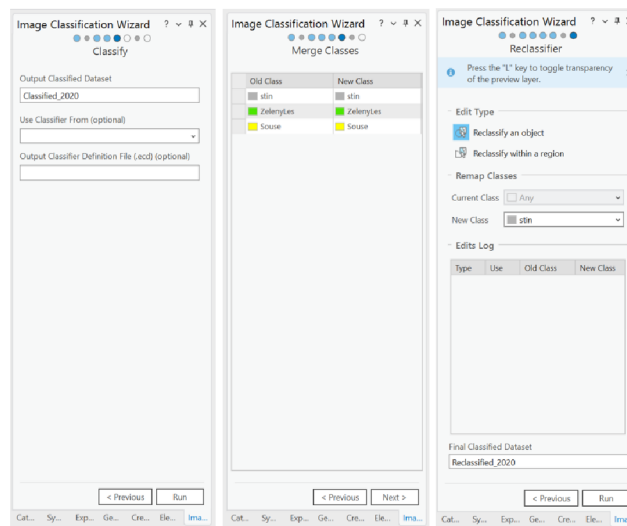 Image Classification Wizard ?
Classify
Output Classified Dataset
Classified_2020
Use Classifier From (optional)
Output Classifier Definition File (.ecd) (optional)
< Previous Run
Cat... Sy... Exp... Ge... Cre... Ele... Ima...
Image Classification Wizard ?
Merge Classes
Old Class New Class
stin stin
ZelenyLes ZelenyLes
Souse Souse
< Previous Next >
Cat... Sy... Exp... Ge... Cre... Ele... Ima...
Image Classification Wizard ?
Reclassifier
Press the "L" key to toggle transparency
of the preview layer.
Edit Type
Reclassify an object
Reclassify within a region
Remap Classes
Current Class Any
New Class stin
Edits Log
Type Use Old Class New Class
Final Classified Dataset
Reclassified_2020
< Previous Run
Cat... Sy... Exp... Ge... Cre... Ele... Ima